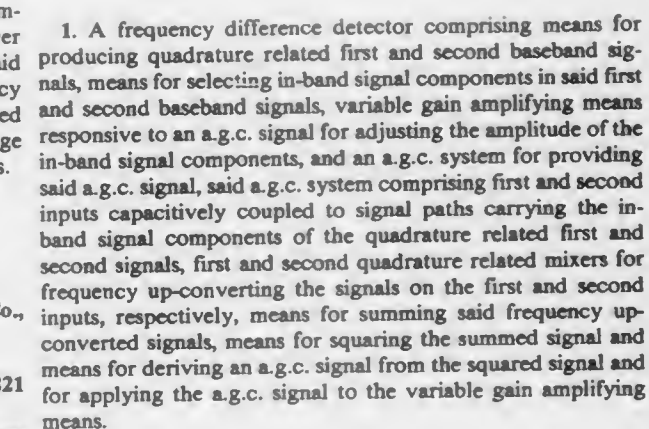 m-
er
aid
cy
ed
ge
s.
Co.,
321
1. A frequency difference detector comprising means for
producing quadrature related first and second baseband sig-
nals, means for selecting in-band signal components in said first
and second baseband signals, variable gain amplifying means
responsive to an a.g.c. signal for adjusting the amplitude of the
in-band signal components, and an a.g.c. system for providing
said a.g.c. signal, said a.g.c. system comprising first and second
inputs capacitively coupled to signal paths carrying the in-
band signal components of the quadrature related first and
second signals, first and second quadrature related mixers for
frequency up-converting the signals on the first and second
inputs, respectively, means for summing said frequency up-
converted signals, means for squaring the summed signal and
means for deriving an a.g.c. signal from the squared signal and
for applying the a.g.c. signal to the variable gain amplifying
means.